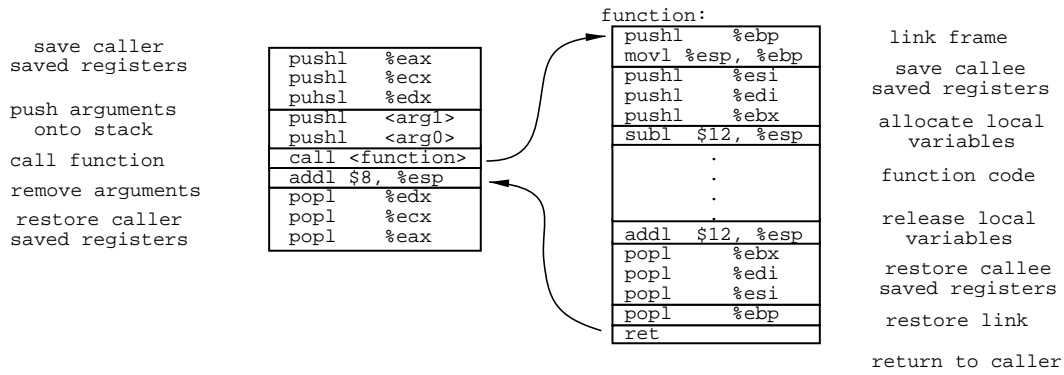 save caller
saved registers
push arguments
onto stack
call function
remove arguments
restore caller
saved registers
pushl %eax
pushl %ecx
puhsl %edx
pushl <arg1>
pushl <arg0>
call <function>
addl $8, %esp
popl %edx
popl %ecx
popl %eax
function:
pushl %ebp
movl %esp, %ebp
pushl %esi
pushl %edi
pushl %ebx
subl $12, %esp
.
.
.
.
addl $12, %esp
popl %ebx
popl %edi
popl %esi
popl %ebp
ret
link frame
save callee
saved registers
allocate local
variables
function code
release local
variables
restore callee
saved registers
restore link
return to caller